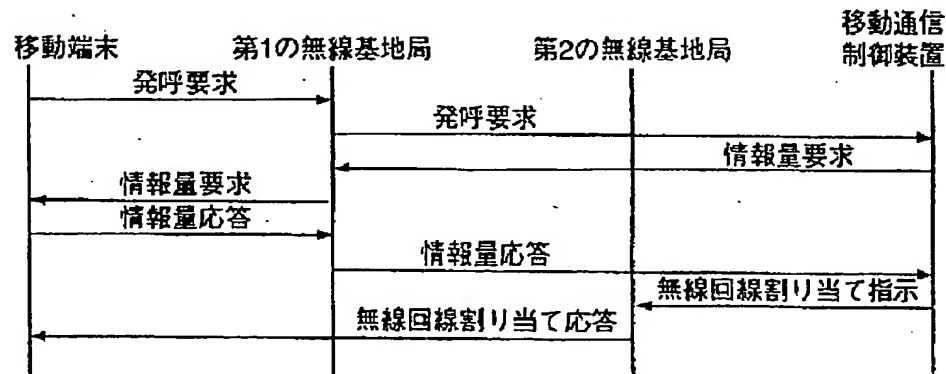 移動端末
第1の無線基地局
第2の無線基地局
移動通信
制御装置
発呼要求
発呼要求
情報量要求
情報量要求
情報量応答
情報量応答
無線回線割り当て指示
無線回線割り当て応答